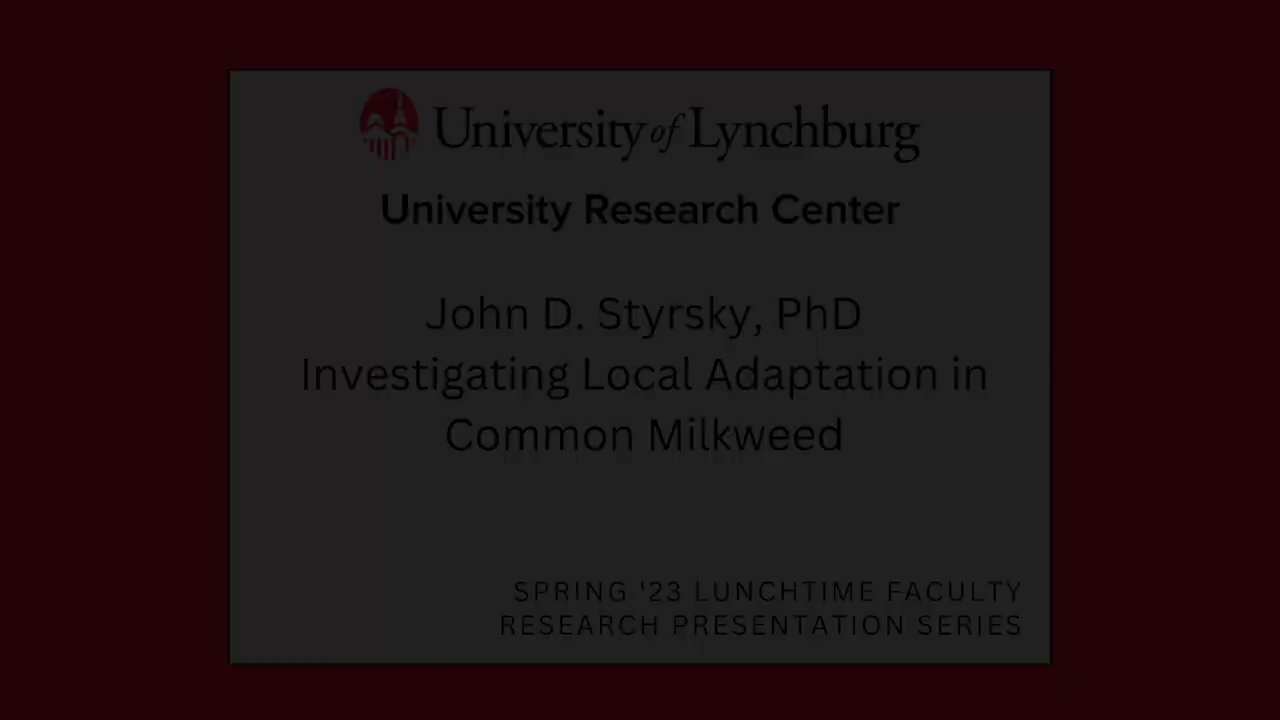 University of Lynchburg
University Research Center
John D. Styrsky, PhD
Investigating Local Adaptation in
Common Milkweed
SPRING '23 LUNCHTIME FACULTY
RESEARCH PRESENTATION SERIES